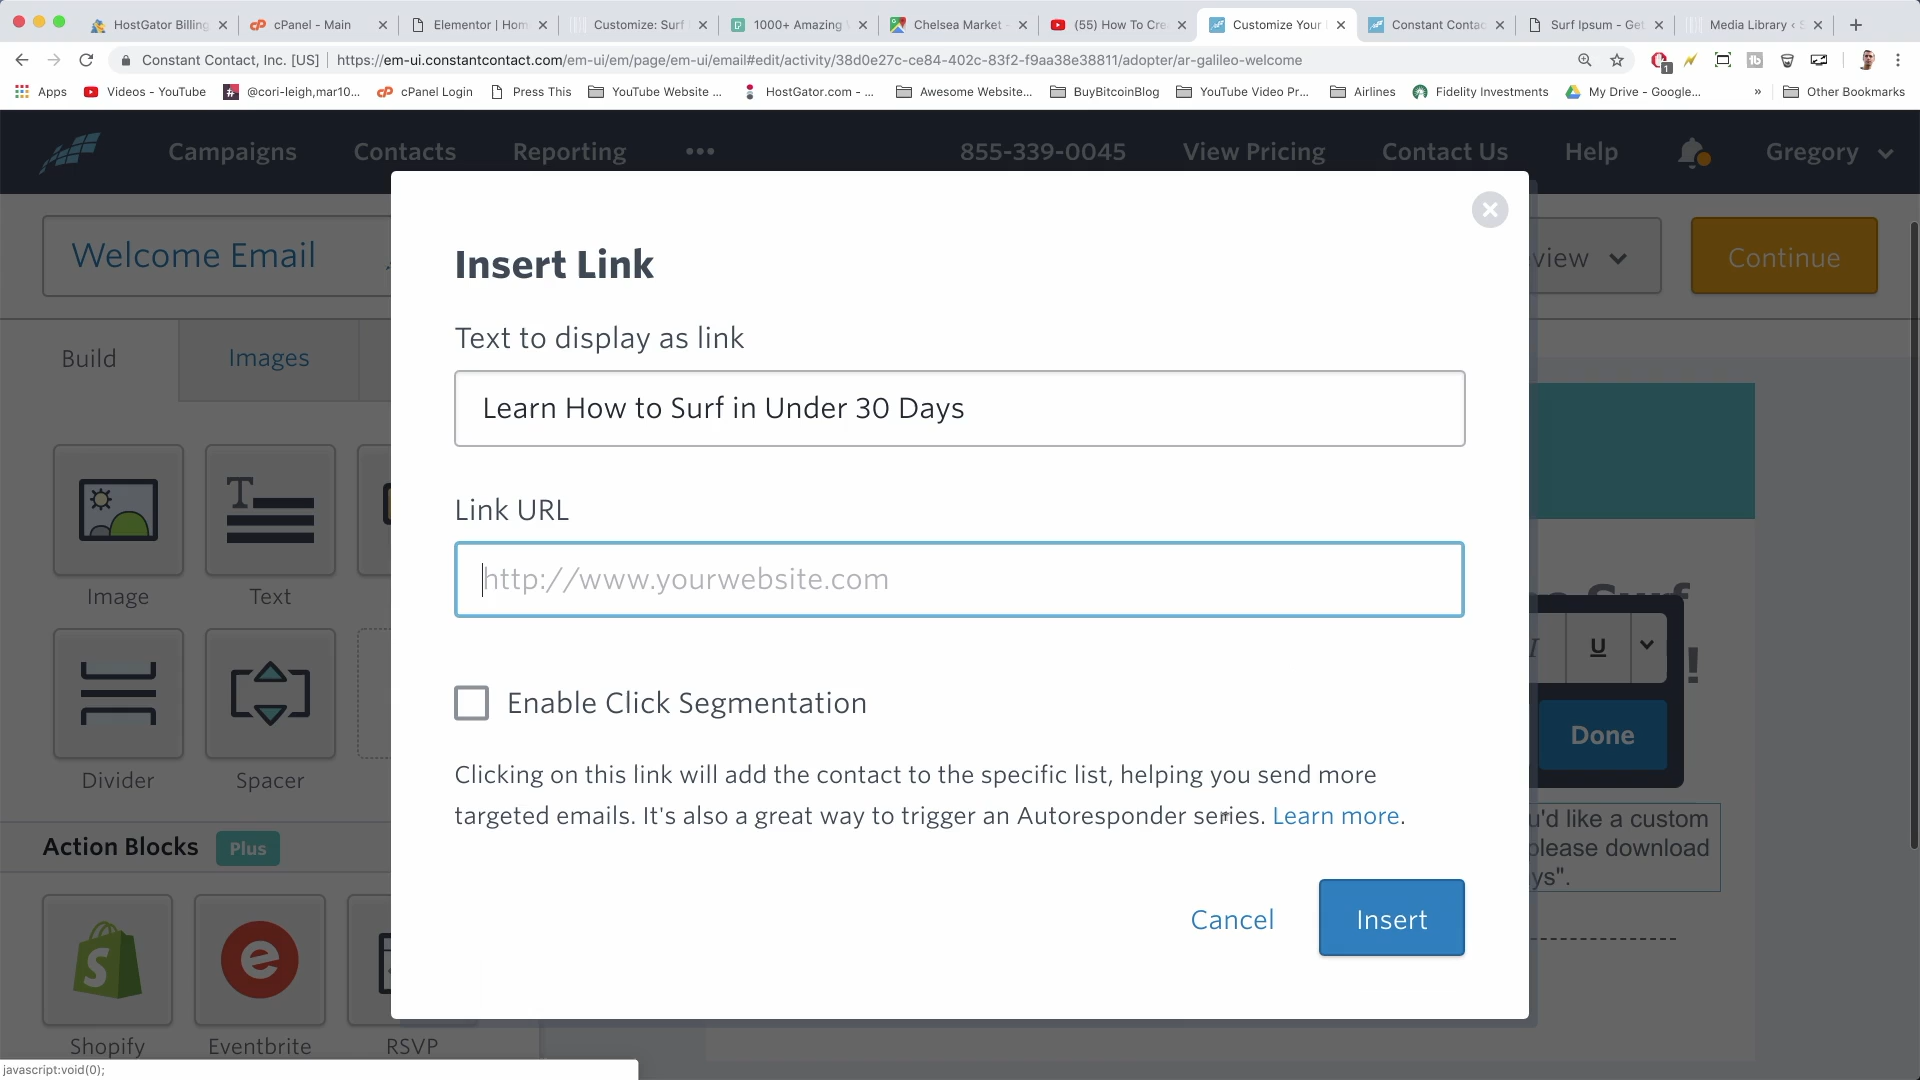 HostGator Billing
cPanel - Main
Elementor | Hom
Customize: Surf
1000+ Amazing
Chelsea Market -
(55) How To Cre
Customize Your
Constant Contac
Surf Ipsum - Get
Media Library ‹ S
Constant Contact, Inc. [US]
https://em-ui.constantcontact.com/em-ui/em/page/em-ui/email#edit/activity/38d0e27c-ce84-402c-83f2-f9aa38e38811/adopter/ar-galileo-welcome
Apps
Videos - YouTube
@cori-leigh,mar10...
cPanel Login
Press This
YouTube Website ...
HostGator.com - ...
Awesome Website...
BuyBitcoinBlog
YouTube Video Pr...
Airlines
Fidelity Investments
My Drive - Google...
»
Other Bookmarks
Campaigns
Contacts
Reporting
•••
855-339-0045
View Pricing
Contact Us
Help
Gregory
Welcome Email
view
Continue
Build
Images
Image
Text
Divider
Spacer
Action Blocks
Plus
Shopify
Eventbrite
RSVP
Insert Link
Text to display as link
Learn How to Surf in Under 30 Days
Link URL
http://www.yourwebsite.com
Enable Click Segmentation
Clicking on this link will add the contact to the specific list, helping you send more
targeted emails. It's also a great way to trigger an Autoresponder series. Learn more.
Cancel
Insert
!
I
U
Done
u'd like a custom
please download
ys".
javascript:void(0);